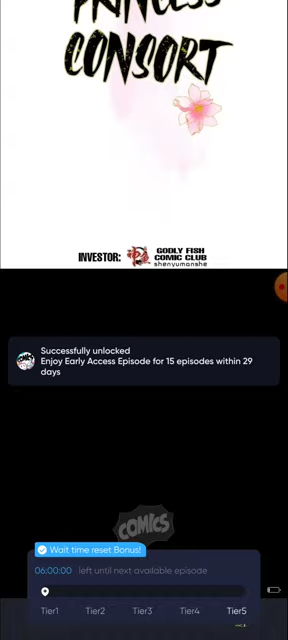 PRINCESS
CONSORT
INVESTOR:
GODLY FISH
COMIC CLUB
shenyumanshe
Successfully unlocked
Enjoy Early Access Episode for 15 episodes within 29
days
COMICS
Wait time reset Bonus!
06:00:00 left until next available episode
Tier1 Tier2 Tier3 Tier4 Tier5